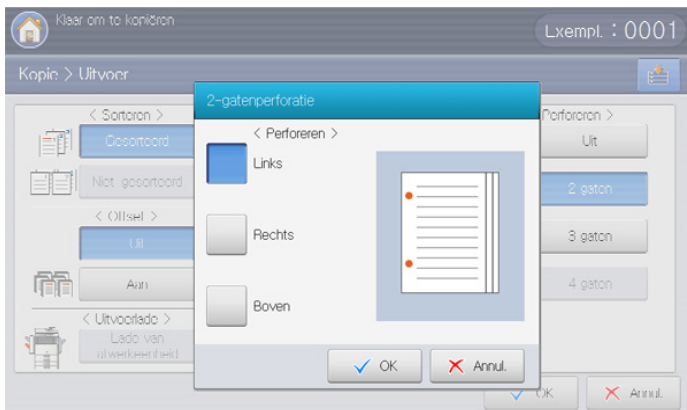 Klaar om te kopiëren
Exempl. : 0001
Kopie > Uitvoer
2-gatenperforatie
< Sorteren >
Gesorteerd
Niet gesorteerd
< Offset >
Uit
Aan
< Uitvoerlade >
Lade van
afwerkeenheid
< Perforeren >
Links
Rechts
Boven
OK
Annul.
Perforeren >
Uit
2 gaten
3 gaten
4 gaten
OK
Annul.